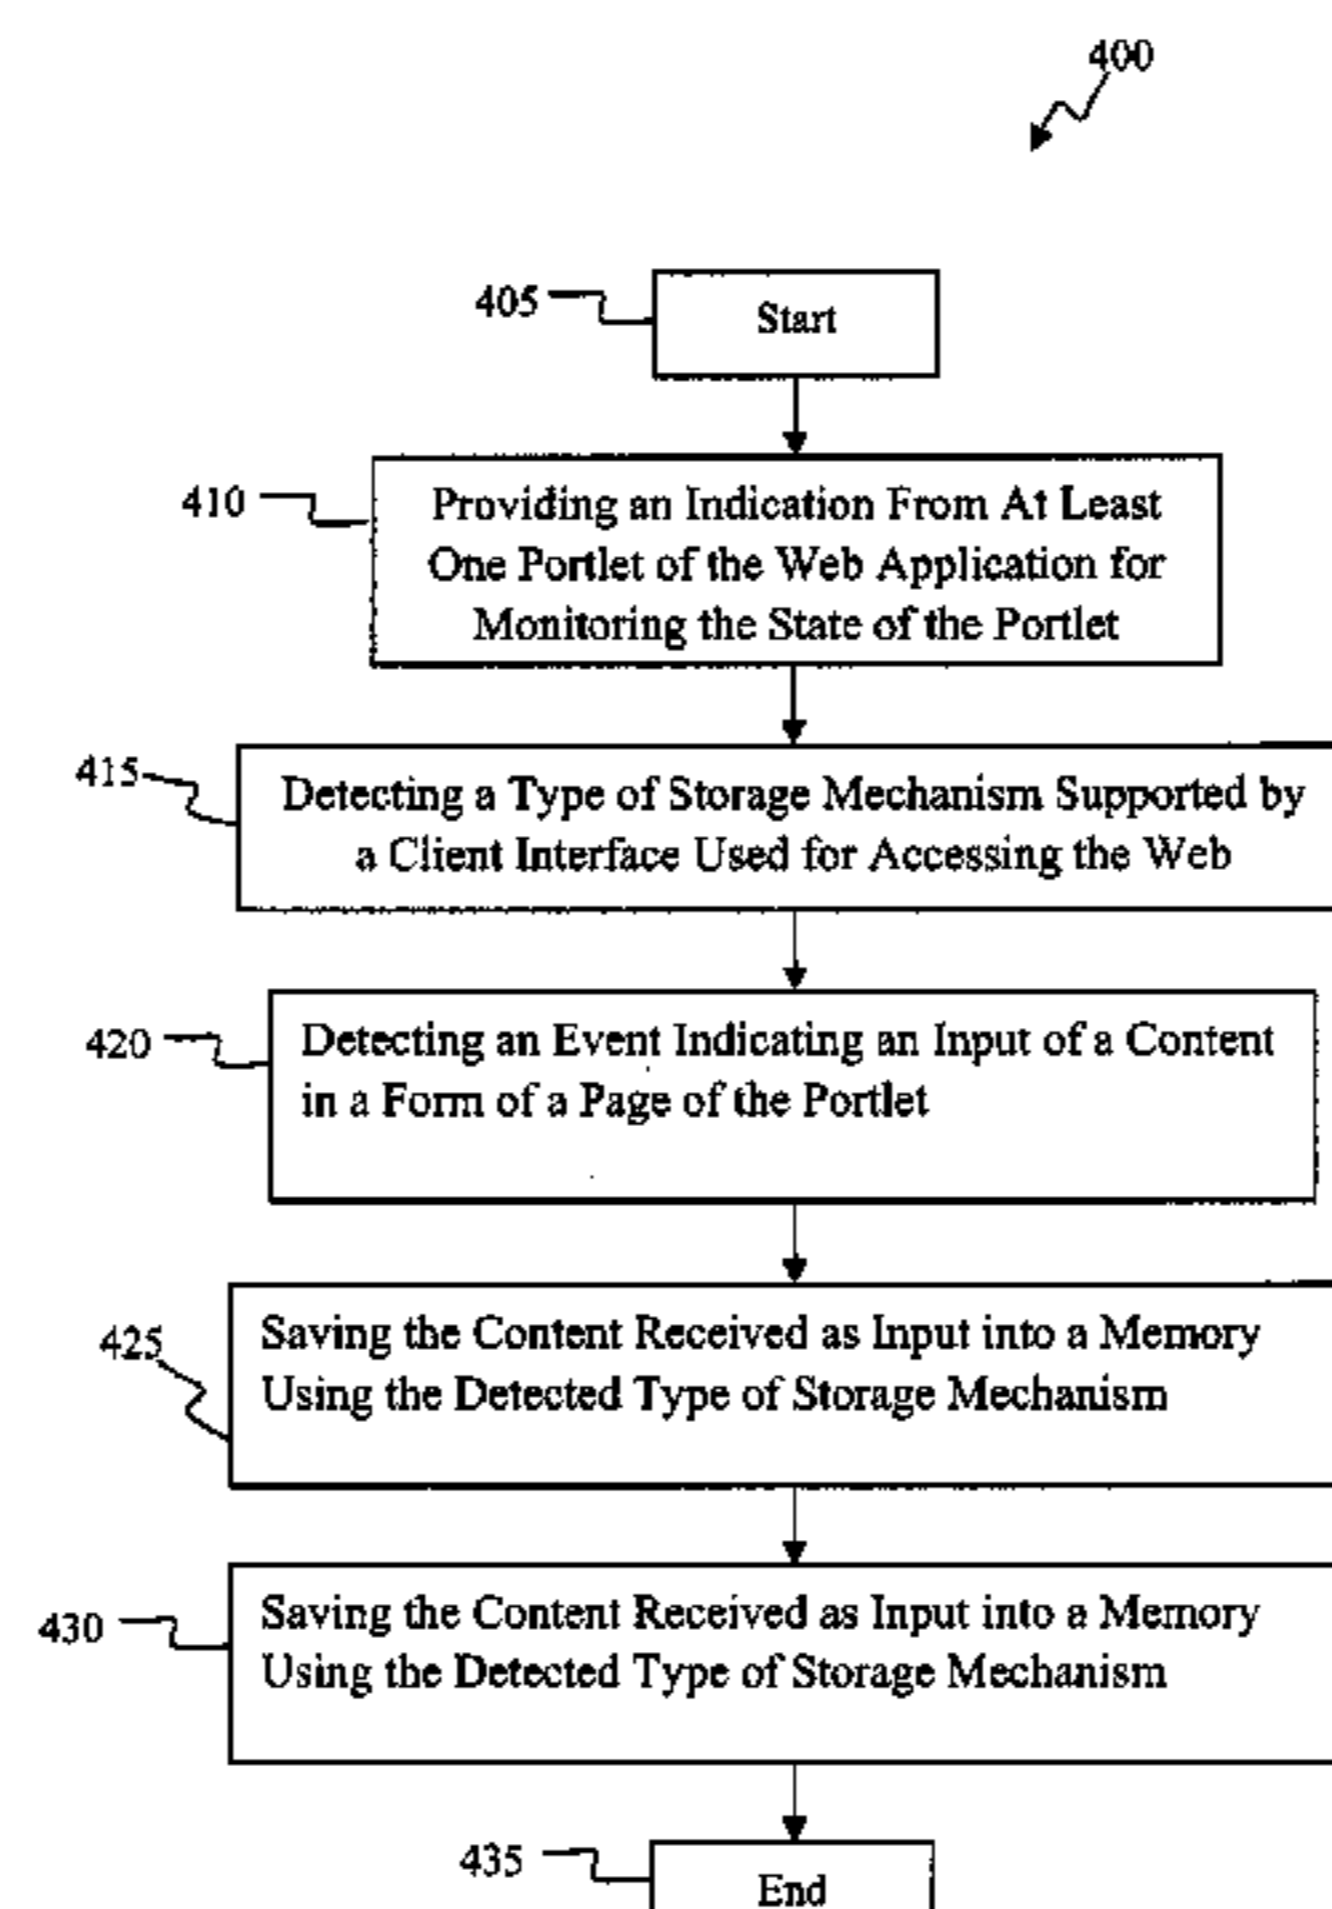 400
405
Start
410
Providing an Indication From At Least
One Portlet of the Web Application for
Monitoring the State of the Portlet
415
Detecting a Type of Storage Mechanism Supported by
a Client Interface Used for Accessing the Web
420
Detecting an Event Indicating an Input of a Content
in a Form of a Page of the Portlet
425
Saving the Content Received as Input into a Memory
Using the Detected Type of Storage Mechanism
430
Saving the Content Received as Input into a Memory
Using the Detected Type of Storage Mechanism
435
End